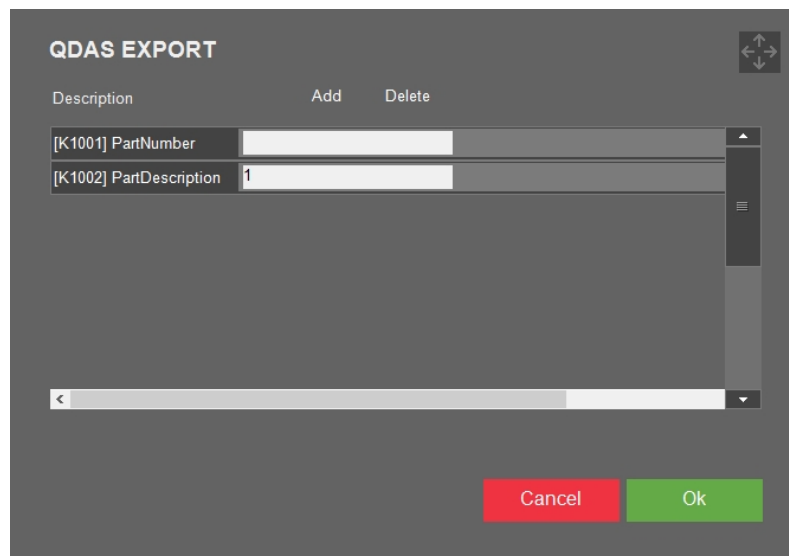 QDAS EXPORT
Description Add Delete
[K1001] PartNumber
[K1002] PartDescription 1
Cancel Ok